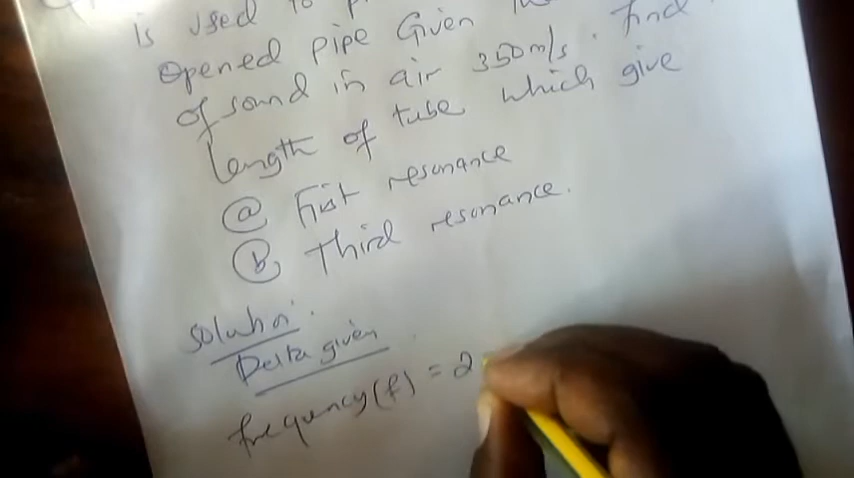 is used to
opened pipe Given
of sound in air 350m/s. find
length of tube which give
(a) First resonance
(b) Third resonance.
Solution.
Data given
frequency(f) = 2